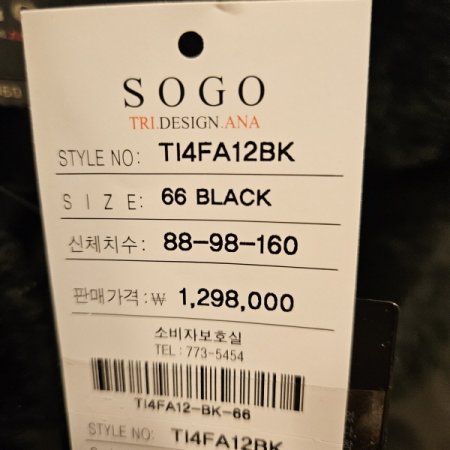 SOGO
TRI.DESIGN.ANA
STYLE NO: TI4FA12BK
SIZE: 66 BLACK
신체치수: 88-98-160
판매가격:₩ 1,298,000
소비자보호실
TEL: 773-5454
TI4FA12-BK-66
STYLE NO: TI4FA12BK